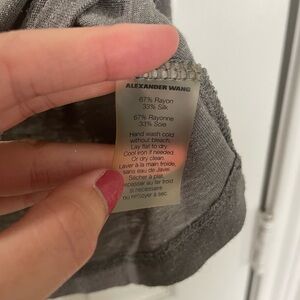 ALEXANDER WANG
67% Rayon
33% Silk
67% Rayonne
33% Soie
Hand wash cold
without bleach.
Lay flat to dry.
Cool iron if needed.
Or dry clean.
Laver à la main froide,
sans eau de Javel.
Sécher à plat.
repasser au fer froid
si nécessaire
ou nettoyer à sec.